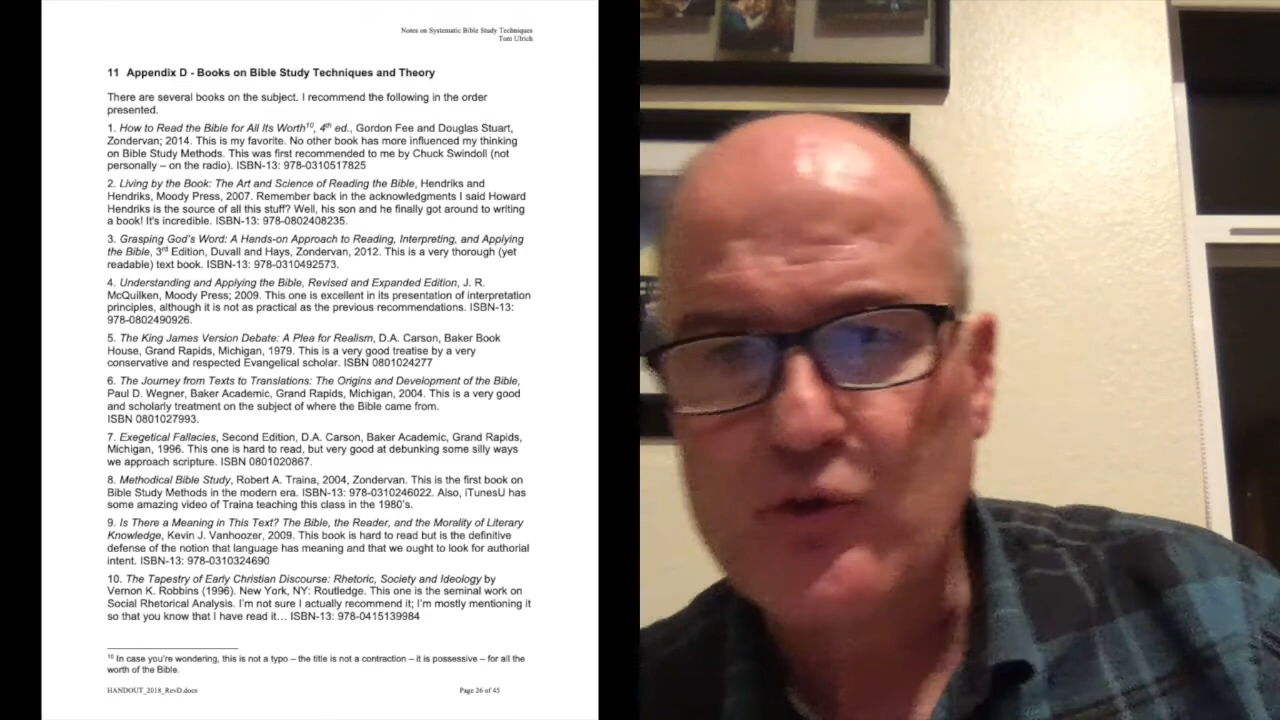 Notes on Systematic Bible Study Techniques
Tom Ulrich
11 Appendix D - Books on Bible Study Techniques and Theory
There are several books on the subject. I recommend the following in the order
presented.
1. How to Read the Bible for All Its Worth10, 4th ed., Gordon Fee and Douglas Stuart,
Zondervan; 2014. This is my favorite. No other book has more influenced my thinking
on Bible Study Methods. This was first recommended to me by Chuck Swindoll (not
personally – on the radio). ISBN-13: 978-0310517825
2. Living by the Book: The Art and Science of Reading the Bible, Hendriks and
Hendriks, Moody Press, 2007. Remember back in the acknowledgments I said Howard
Hendriks is the source of all this stuff? Well, his son and he finally got around to writing
a book! It's incredible. ISBN-13: 978-0802408235.
3. Grasping God's Word: A Hands-on Approach to Reading, Interpreting, and Applying
the Bible, 3rd Edition, Duvall and Hays, Zondervan, 2012. This is a very thorough (yet
readable) text book. ISBN-13: 978-0310492573.
4. Understanding and Applying the Bible, Revised and Expanded Edition, J. R.
McQuilken, Moody Press; 2009. This one is excellent in its presentation of interpretation
principles, although it is not as practical as the previous recommendations. ISBN-13:
978-0802490926.
5. The King James Version Debate: A Plea for Realism, D.A. Carson, Baker Book
House, Grand Rapids, Michigan, 1979. This is a very good treatise by a very
conservative and respected Evangelical scholar. ISBN 0801024277
6. The Journey from Texts to Translations: The Origins and Development of the Bible,
Paul D. Wegner, Baker Academic, Grand Rapids, Michigan, 2004. This is a very good
and scholarly treatment on the subject of where the Bible came from.
ISBN 0801027993.
7. Exegetical Fallacies, Second Edition, D.A. Carson, Baker Academic, Grand Rapids,
Michigan, 1996. This one is hard to read, but very good at debunking some silly ways
we approach scripture. ISBN 0801020867.
8. Methodical Bible Study, Robert A. Traina, 2004, Zondervan. This is the first book on
Bible Study Methods in the modern era. ISBN-13: 978-0310246022. Also, iTunesU has
some amazing video of Traina teaching this class in the 1980's.
9. Is There a Meaning in This Text? The Bible, the Reader, and the Morality of Literary
Knowledge, Kevin J. Vanhoozer, 2009. This book is hard to read but is the definitive
defense of the notion that language has meaning and that we ought to look for authorial
intent. ISBN-13: 978-0310324690
10. The Tapestry of Early Christian Discourse: Rhetoric, Society and Ideology by
Vernon K. Robbins (1996). New York, NY: Routledge. This one is the seminal work on
Social Rhetorical Analysis. I'm not sure I actually recommend it; I'm mostly mentioning it
so that you know that I have read it... ISBN-13: 978-0415139984
10 In case you're wondering, this is not a typo – the title is not a contraction – it is possessive – for all the
worth of the Bible.
HANDOUT_2018_RevD.docx Page 26 of 45